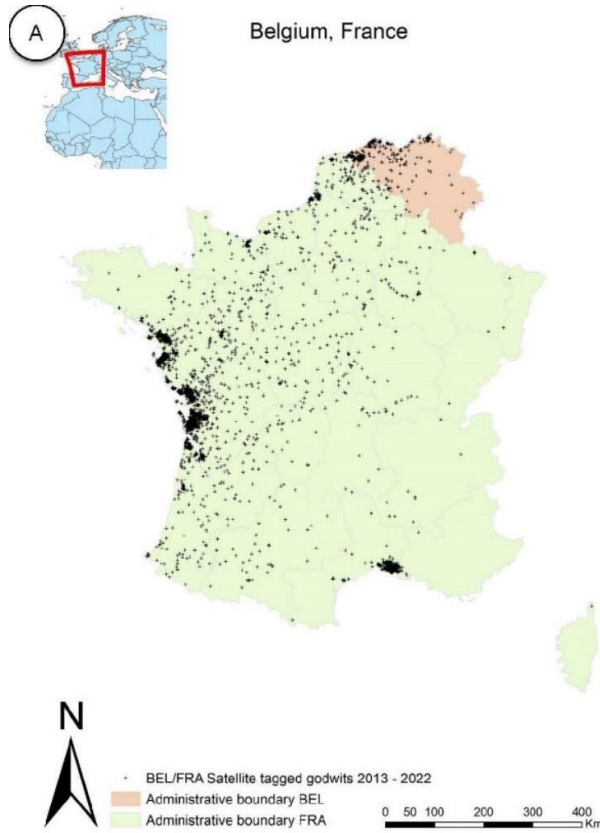 A
Belgium, France
N
BEL/FRA Satellite tagged godwits 2013 - 2022
Administrative boundary BEL
Administrative boundary FRA
0 50 100 200 300 400
Km